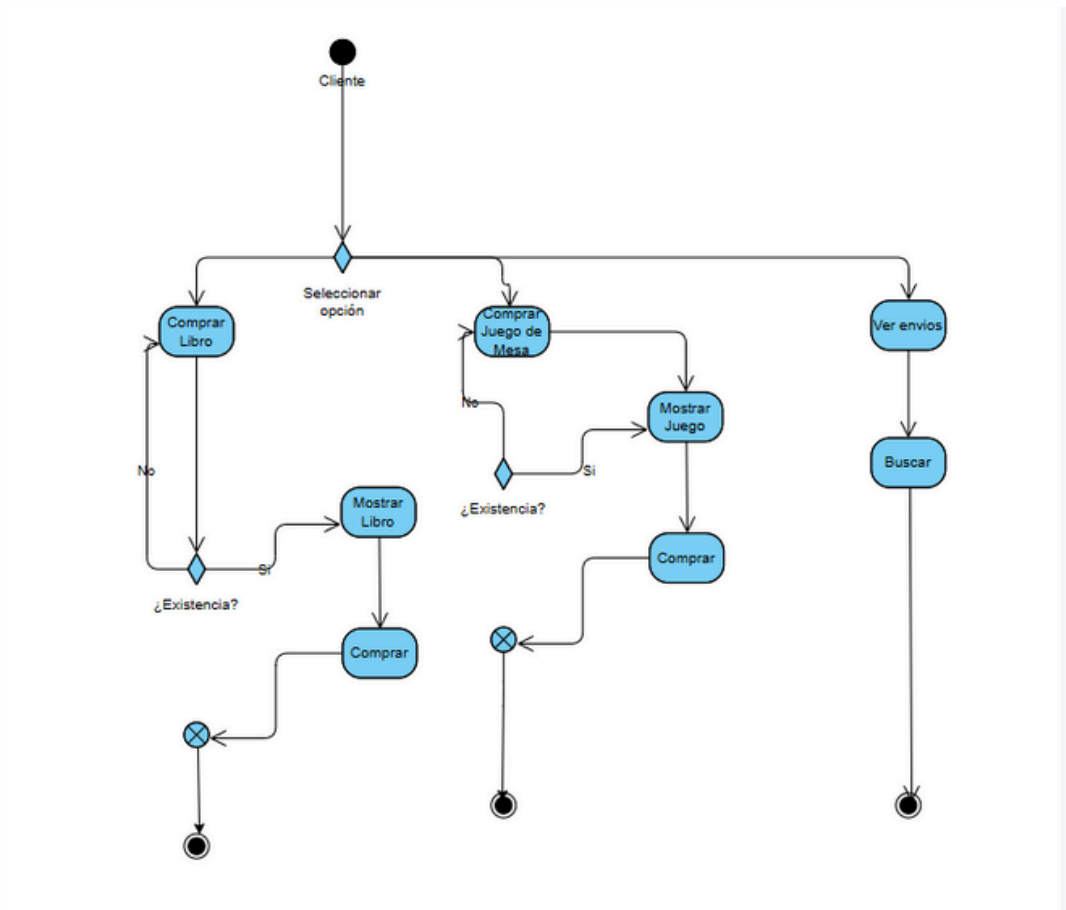 Cliente
Seleccionar
opción
Comprar
Libro
Comprar
Juego de
Mesa
Ver envios
Mostrar
Juego
No
Si
Buscar
No
¿Existencia?
Mostrar
Libro
Si
¿Existencia?
Comprar
Comprar